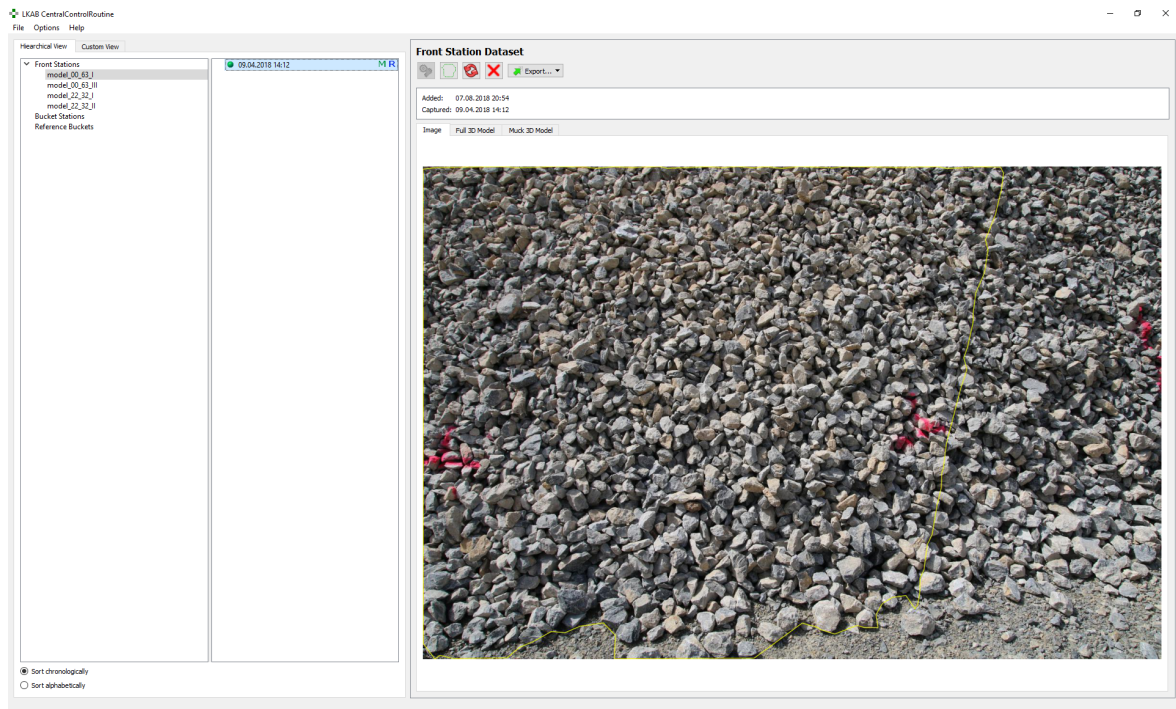 LKAB CentralControlRoutine
File Options Help
Hiearchical View Custom View
Front Stations
model_00_63_I
model_00_63_III
model_22_32_I
model_22_32_II
Bucket Stations
Reference Buckets
09.04.2018 14:12 M R
Sort chronologically
Sort alphabetically
Front Station Dataset
Export...
Added: 07.08.2018 20:54
Captured: 09.04.2018 14:12
Image Full 3D Model Muck 3D Model